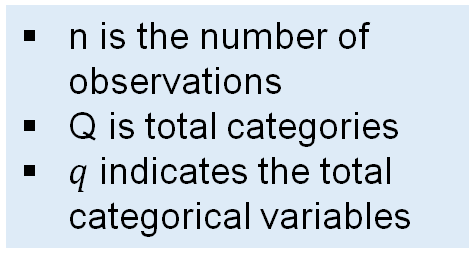 ▪ n is the number of
observations
▪ Q is total categories
▪ q indicates the total
categorical variables